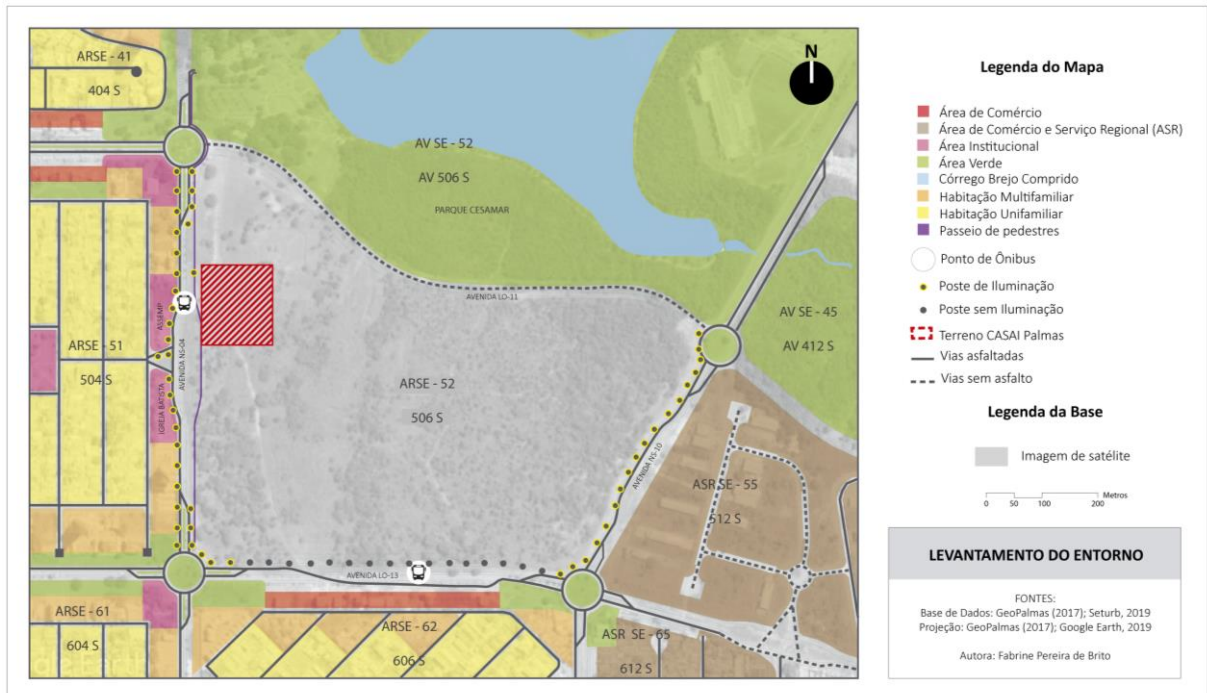 ARSE - 41
404 S
AV SE - 52
AV 506 S
PARQUE CESAMAR
AVENIDA LO-11
AV SE - 45
AV 412 S
ASSEMP
ARSE - 51
504 S
AVENIDA NS-04
IGREJA BATISTA
ARSE - 52
506 S
AVENIDA NS-10
ASR SE - 55
512 S
AVENIDA LO-13
ARSE - 61
604 S
ARSE - 62
606 S
ASR SE - 65
612 S
N
Legenda do Mapa
Área de Comércio
Área de Comércio e Serviço Regional (ASR)
Área Institucional
Área Verde
Córrego Brejo Comprido
Habitação Multifamiliar
Habitação Unifamiliar
Passeio de pedestres
Ponto de Ônibus
Poste de Iluminação
Poste sem Iluminação
Terreno CASAI Palmas
Vias asfaltadas
Vias sem asfalto
Legenda da Base
Imagem de satélite
0 50 100 200 Metros
LEVANTAMENTO DO ENTORNO
FONTES:
Base de Dados: GeoPalmas (2017); Seturb, 2019
Projeção: GeoPalmas (2017); Google Earth, 2019
Autora: Fabrine Pereira de Brito